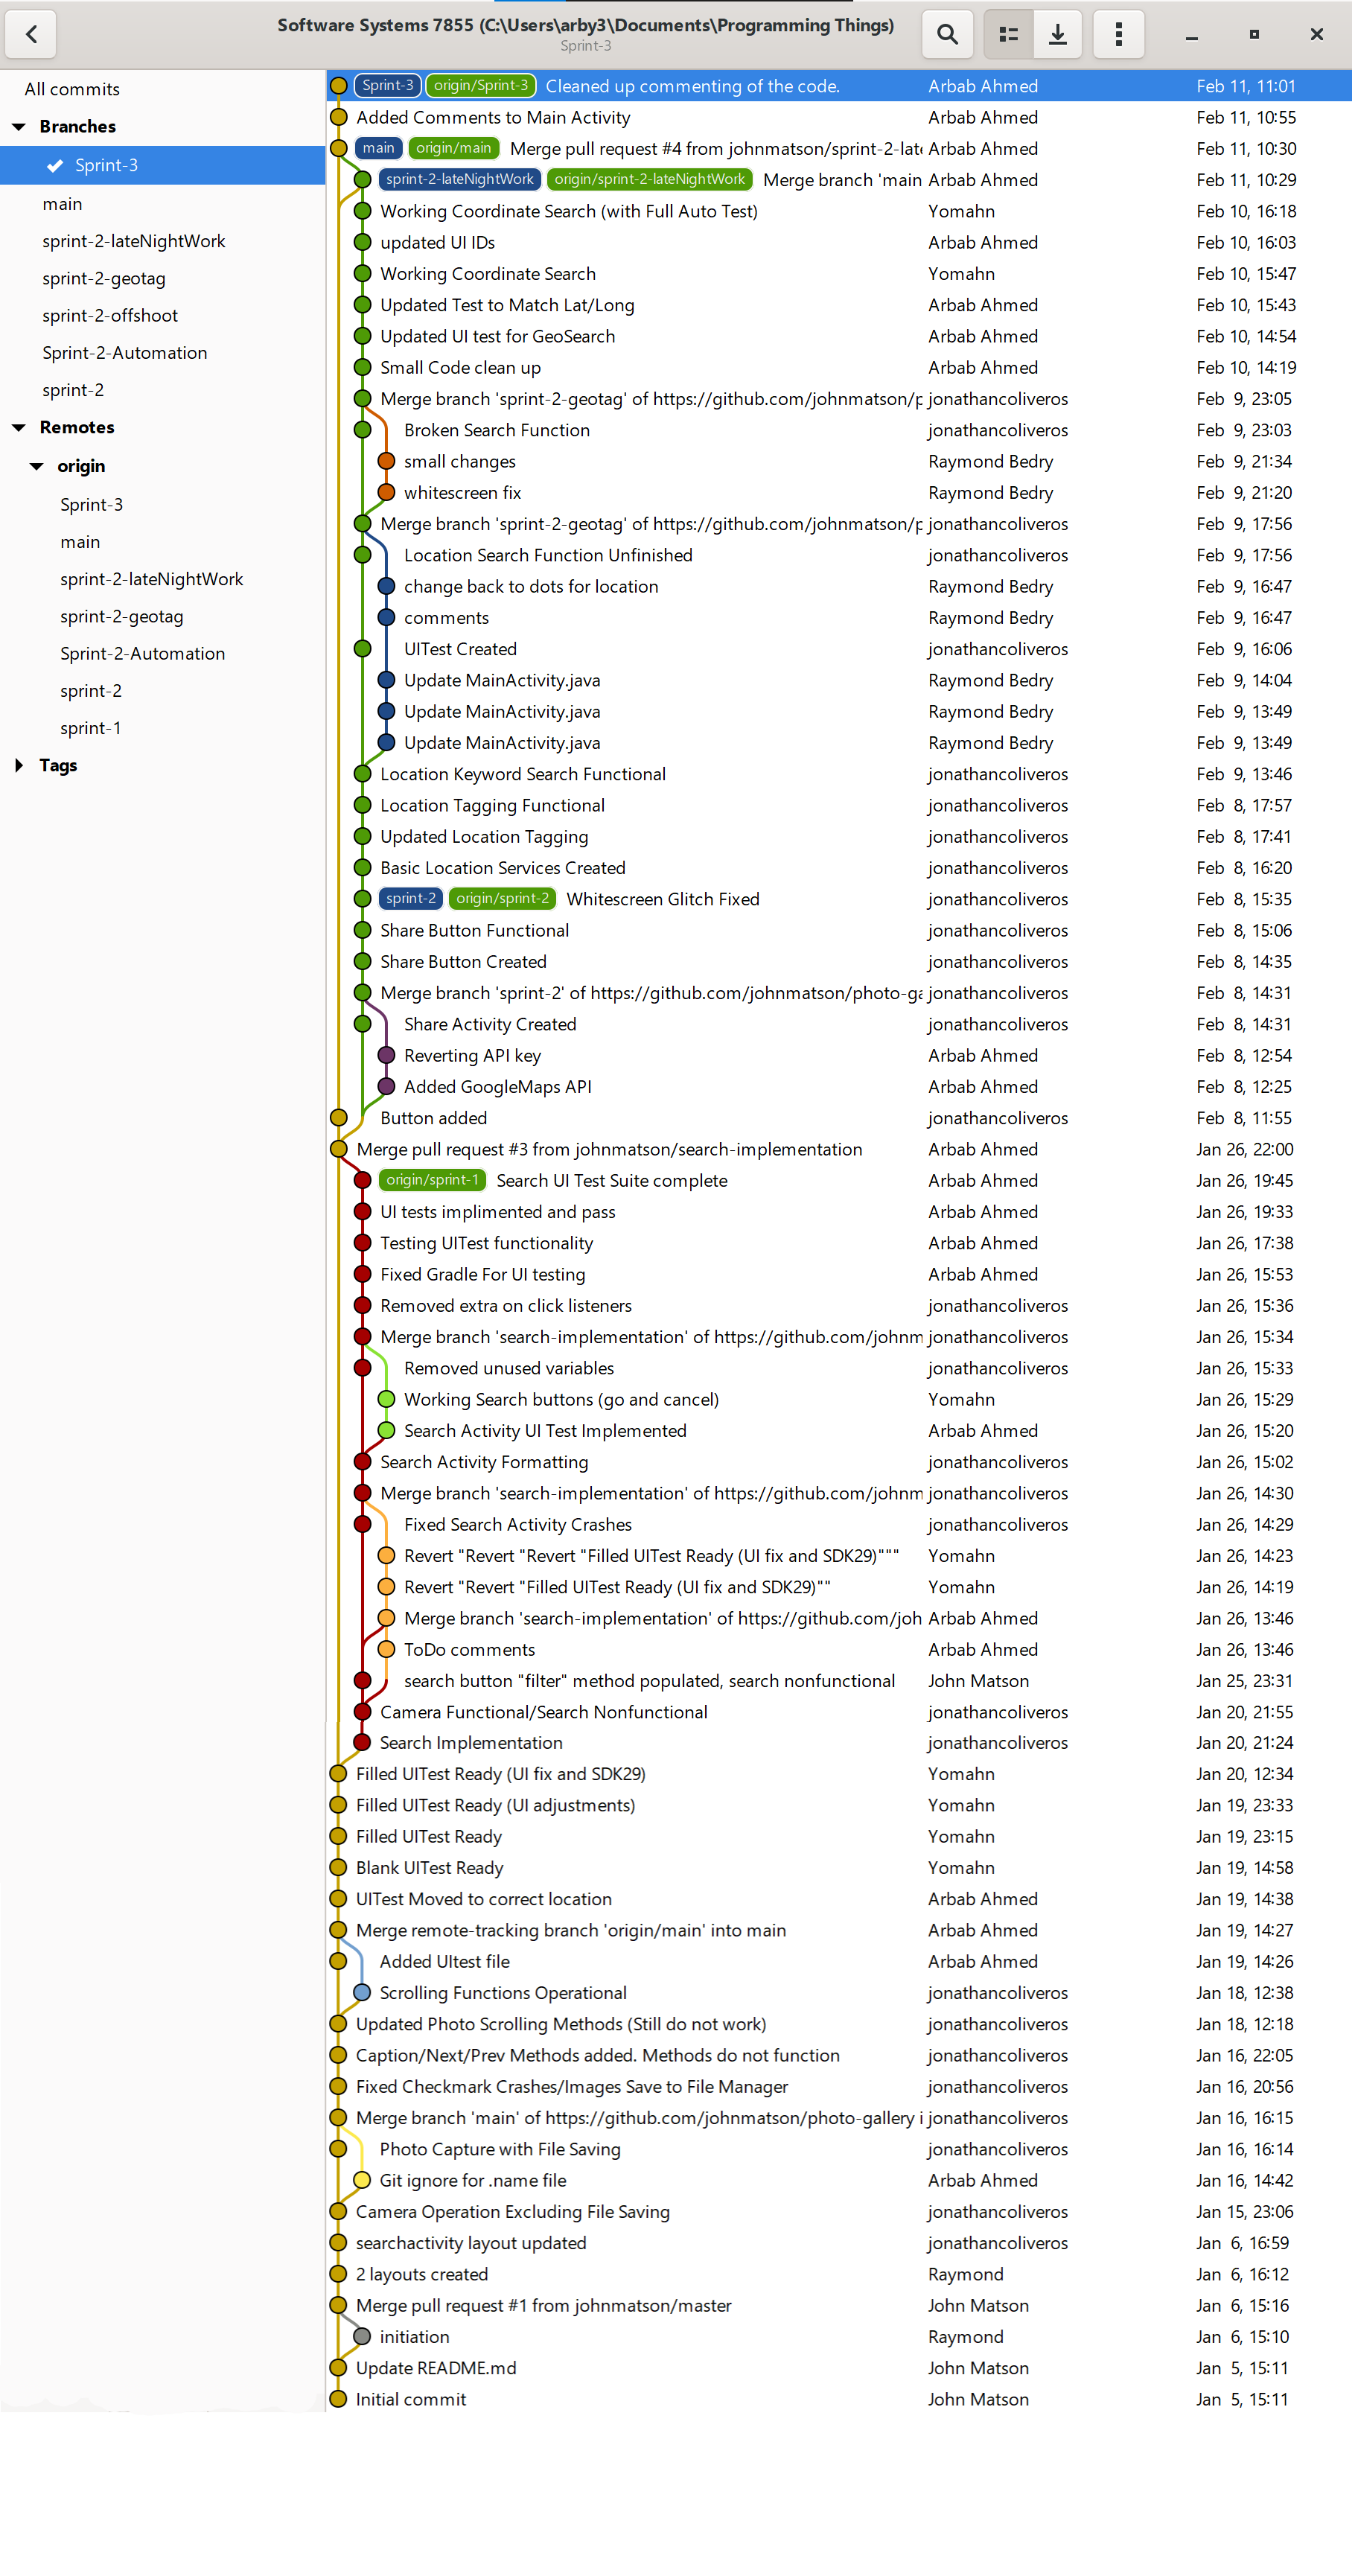 Software Systems 7855 (C:\Users\arby3\Documents\Programming Things)
Sprint-3
All commits
Branches
Sprint-3
main
sprint-2-lateNightWork
sprint-2-geotag
sprint-2-offshoot
Sprint-2-Automation
sprint-2
Remotes
origin
Sprint-3
main
sprint-2-lateNightWork
sprint-2-geotag
Sprint-2-Automation
sprint-2
sprint-1
Tags
Sprint-3 origin/Sprint-3 Cleaned up commenting of the code. Arbab Ahmed Feb 11, 11:01
Added Comments to Main Activity Arbab Ahmed Feb 11, 10:55
main origin/main Merge pull request #4 from johnmatson/sprint-2-late Arbab Ahmed Feb 11, 10:30
sprint-2-lateNightWork origin/sprint-2-lateNightWork Merge branch 'main Arbab Ahmed Feb 11, 10:29
Working Coordinate Search (with Full Auto Test) Yomahn Feb 10, 16:18
updated UI IDs Arbab Ahmed Feb 10, 16:03
Working Coordinate Search Yomahn Feb 10, 15:47
Updated Test to Match Lat/Long Arbab Ahmed Feb 10, 15:43
Updated UI test for GeoSearch Arbab Ahmed Feb 10, 14:54
Small Code clean up Arbab Ahmed Feb 10, 14:19
Merge branch 'sprint-2-geotag' of https://github.com/johnmatson/p jonathancoliveros Feb 9, 23:05
Broken Search Function jonathancoliveros Feb 9, 23:03
small changes Raymond Bedry Feb 9, 21:34
whitescreen fix Raymond Bedry Feb 9, 21:20
Merge branch 'sprint-2-geotag' of https://github.com/johnmatson/p jonathancoliveros Feb 9, 17:56
Location Search Function Unfinished jonathancoliveros Feb 9, 17:56
change back to dots for location Raymond Bedry Feb 9, 16:47
comments Raymond Bedry Feb 9, 16:47
UITest Created jonathancoliveros Feb 9, 16:06
Update MainActivity.java Raymond Bedry Feb 9, 14:04
Update MainActivity.java Raymond Bedry Feb 9, 13:49
Update MainActivity.java Raymond Bedry Feb 9, 13:49
Location Keyword Search Functional jonathancoliveros Feb 9, 13:46
Location Tagging Functional jonathancoliveros Feb 8, 17:57
Updated Location Tagging jonathancoliveros Feb 8, 17:41
Basic Location Services Created jonathancoliveros Feb 8, 16:20
sprint-2 origin/sprint-2 Whitescreen Glitch Fixed jonathancoliveros Feb 8, 15:35
Share Button Functional jonathancoliveros Feb 8, 15:06
Share Button Created jonathancoliveros Feb 8, 14:35
Merge branch 'sprint-2' of https://github.com/johnmatson/photo-ga jonathancoliveros Feb 8, 14:31
Share Activity Created jonathancoliveros Feb 8, 14:31
Reverting API key Arbab Ahmed Feb 8, 12:54
Added GoogleMaps API Arbab Ahmed Feb 8, 12:25
Button added jonathancoliveros Feb 8, 11:55
Merge pull request #3 from johnmatson/search-implementation Arbab Ahmed Jan 26, 22:00
origin/sprint-1 Search UI Test Suite complete Arbab Ahmed Jan 26, 19:45
UI tests implimented and pass Arbab Ahmed Jan 26, 19:33
Testing UITest functionality Arbab Ahmed Jan 26, 17:38
Fixed Gradle For UI testing Arbab Ahmed Jan 26, 15:53
Removed extra on click listeners jonathancoliveros Jan 26, 15:36
Merge branch 'search-implementation' of https://github.com/johnm jonathancoliveros Jan 26, 15:34
Removed unused variables jonathancoliveros Jan 26, 15:33
Working Search buttons (go and cancel) Yomahn Jan 26, 15:29
Search Activity UI Test Implemented Arbab Ahmed Jan 26, 15:20
Search Activity Formatting jonathancoliveros Jan 26, 15:02
Merge branch 'search-implementation' of https://github.com/johnm jonathancoliveros Jan 26, 14:30
Fixed Search Activity Crashes jonathancoliveros Jan 26, 14:29
Revert "Revert "Revert "Filled UITest Ready (UI fix and SDK29)""" Yomahn Jan 26, 14:23
Revert "Revert "Filled UITest Ready (UI fix and SDK29)"" Yomahn Jan 26, 14:19
Merge branch 'search-implementation' of https://github.com/joh Arbab Ahmed Jan 26, 13:46
ToDo comments Arbab Ahmed Jan 26, 13:46
search button "filter" method populated, search nonfunctional John Matson Jan 25, 23:31
Camera Functional/Search Nonfunctional jonathancoliveros Jan 20, 21:55
Search Implementation jonathancoliveros Jan 20, 21:24
Filled UITest Ready (UI fix and SDK29) Yomahn Jan 20, 12:34
Filled UITest Ready (UI adjustments) Yomahn Jan 19, 23:33
Filled UITest Ready Yomahn Jan 19, 23:15
Blank UITest Ready Yomahn Jan 19, 14:58
UITest Moved to correct location Arbab Ahmed Jan 19, 14:38
Merge remote-tracking branch 'origin/main' into main Arbab Ahmed Jan 19, 14:27
Added UItest file Arbab Ahmed Jan 19, 14:26
Scrolling Functions Operational jonathancoliveros Jan 18, 12:38
Updated Photo Scrolling Methods (Still do not work) jonathancoliveros Jan 18, 12:18
Caption/Next/Prev Methods added. Methods do not function jonathancoliveros Jan 16, 22:05
Fixed Checkmark Crashes/Images Save to File Manager jonathancoliveros Jan 16, 20:56
Merge branch 'main' of https://github.com/johnmatson/photo-gallery i jonathancoliveros Jan 16, 16:15
Photo Capture with File Saving jonathancoliveros Jan 16, 16:14
Git ignore for .name file Arbab Ahmed Jan 16, 14:42
Camera Operation Excluding File Saving jonathancoliveros Jan 15, 23:06
searchactivity layout updated jonathancoliveros Jan 6, 16:59
2 layouts created Raymond Jan 6, 16:12
Merge pull request #1 from johnmatson/master John Matson Jan 6, 15:16
initiation Raymond Jan 6, 15:10
Update README.md John Matson Jan 5, 15:11
Initial commit John Matson Jan 5, 15:11